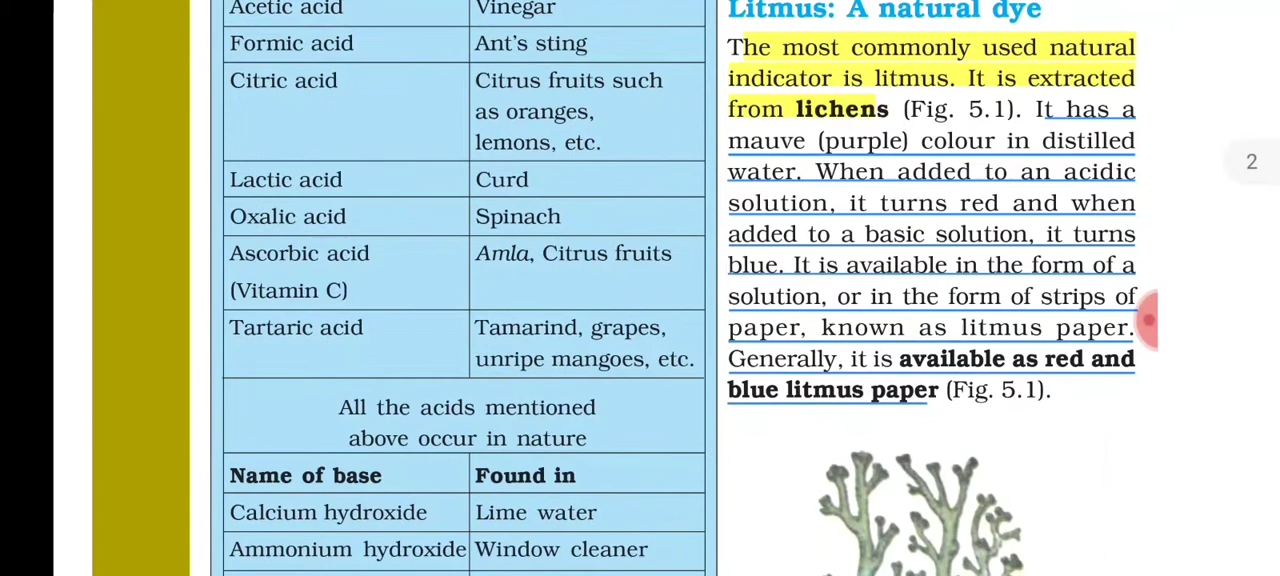 Acetic acid Vinegar
Formic acid Ant's sting
Citric acid Citrus fruits such
as oranges,
lemons, etc.
Lactic acid Curd
Oxalic acid Spinach
Ascorbic acid Amla, Citrus fruits
(Vitamin C)
Tartaric acid Tamarind, grapes,
unripe mangoes, etc.
All the acids mentioned
above occur in nature
Name of base Found in
Calcium hydroxide Lime water
Ammonium hydroxide Window cleaner
Litmus: A natural dye
The most commonly used natural
indicator is litmus. It is extracted
from lichens (Fig. 5.1). It has a
mauve (purple) colour in distilled
water. When added to an acidic
solution, it turns red and when
added to a basic solution, it turns
blue. It is available in the form of a
solution, or in the form of strips of
paper, known as litmus paper.
Generally, it is available as red and
blue litmus paper (Fig. 5.1).
2